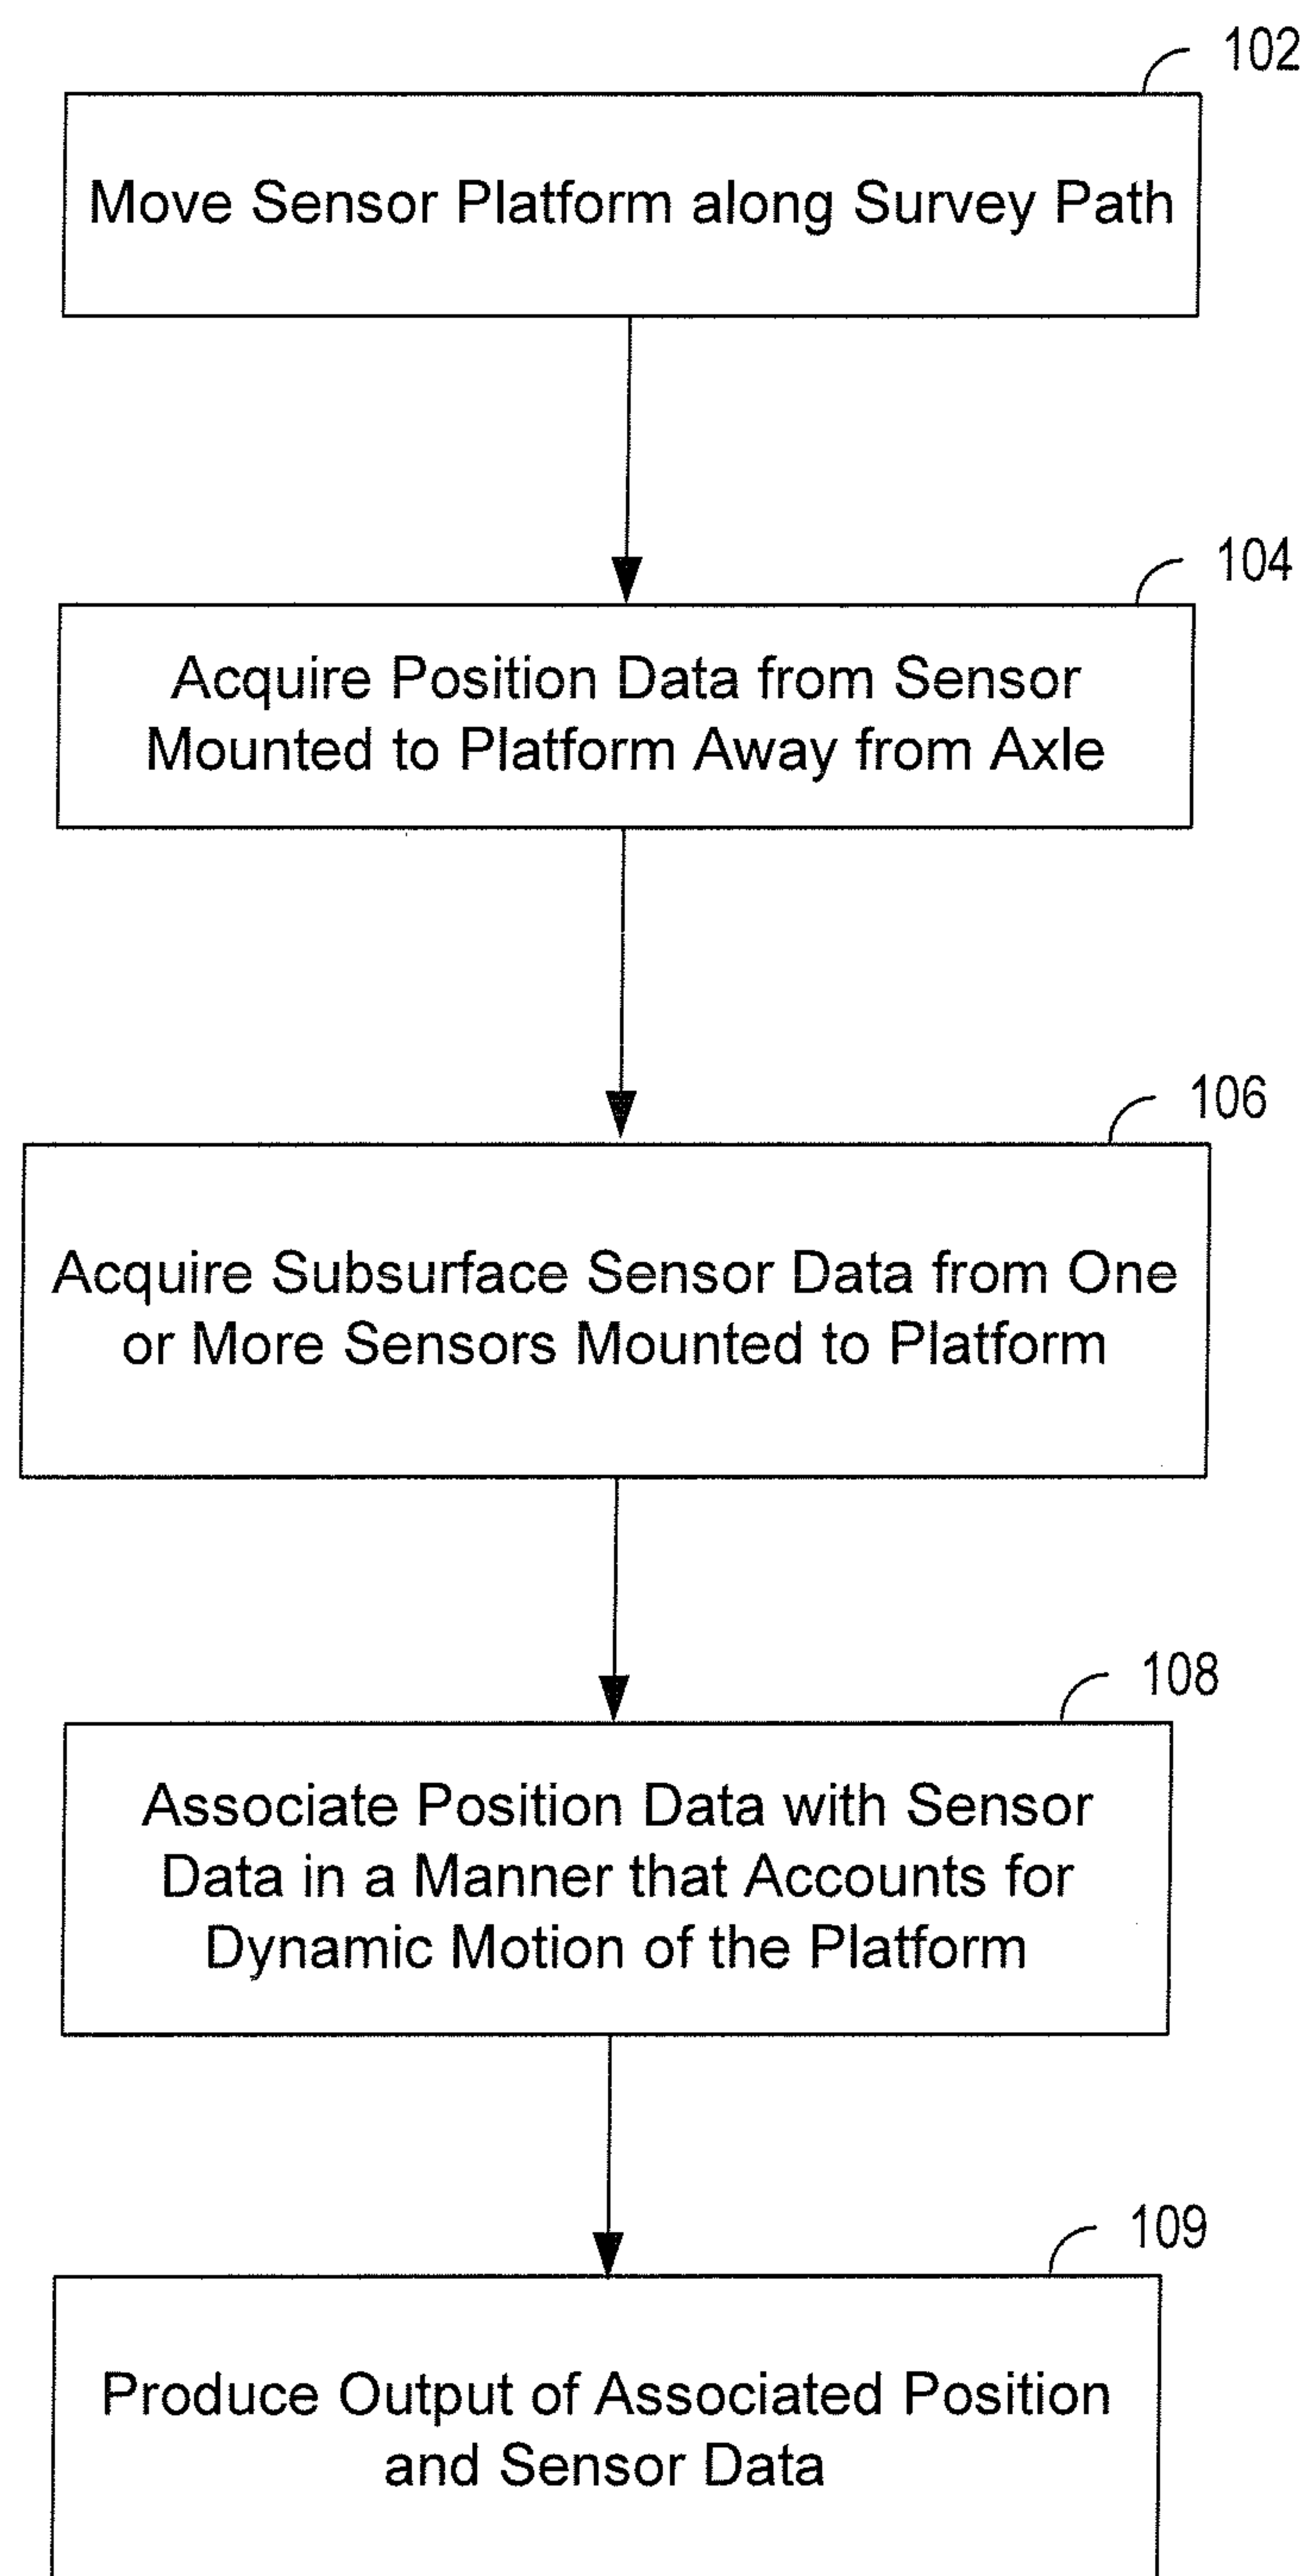 102
Move Sensor Platform along Survey Path
104
Acquire Position Data from Sensor
Mounted to Platform Away from Axle
106
Acquire Subsurface Sensor Data from One
or More Sensors Mounted to Platform
108
Associate Position Data with Sensor
Data in a Manner that Accounts for
Dynamic Motion of the Platform
109
Produce Output of Associated Position
and Sensor Data